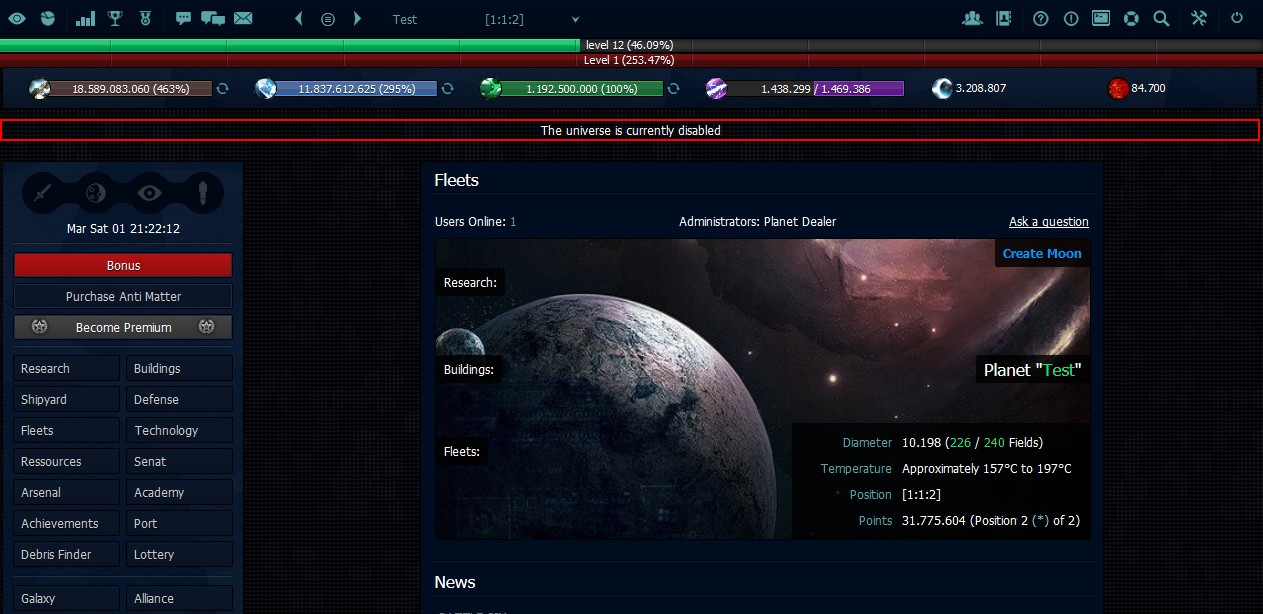 Test [1:1:2]
level 12 (46.09%)
Level 1 (253.47%)
18.589.083.060 (463%) 11.837.612.625 (295%) 1.192.500.000 (100%) 1.438.299 / 1.469.386 3.208.807 84.700
The universe is currently disabled
Mar Sat 01 21:22:12
Bonus
Purchase Anti Matter
Become Premium
Research Buildings
Shipyard Defense
Fleets Technology
Ressources Senat
Arsenal Academy
Achievements Port
Debris Finder Lottery
Galaxy Alliance
Fleets
Users Online: 1 Administrators: Planet Dealer Ask a question
Create Moon
Research:
Buildings:
Planet "Test"
Fleets:
Diameter 10.198 (226 / 240 Fields)
Temperature Approximately 157°C to 197°C
Position [1:1:2]
Points 31.775.604 (Position 2 (*) of 2)
News